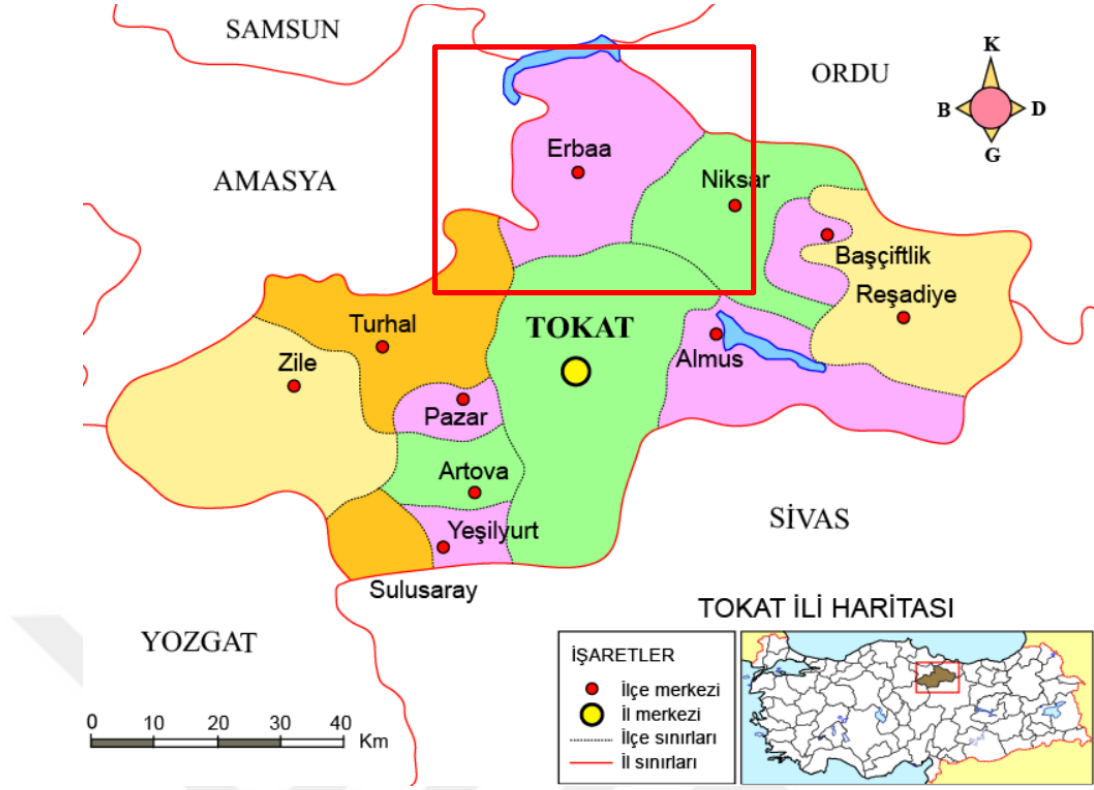 SAMSUN
ORDU
K
B
D
G
AMASYA
Erbaa
Niksar
Başçiftlik
Reşadiye
TOKAT
Turhal
Almus
Zile
Pazar
Artova
Yeşilyurt
SİVAS
Sulusaray
YOZGAT
TOKAT İLİ HARİTASI
İŞARETLER
İlçe merkezi
İl merkezi
İlçe sınırları
İl sınırları
0 10 20 30 40
Km